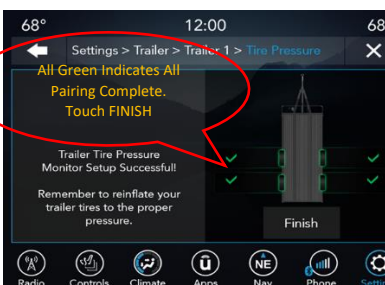 68° 12:00 68
Settings > Trailer > Trailer 1 > Tire Pressure
All Green Indicates All
Pairing Complete.
Touch FINISH
Trailer Tire Pressure
Monitor Setup Successful!
Remember to reinflate your
trailer tires to the proper
pressure.
Finish
û NE
Radio Controls Climate Apps Nav Phone Settin